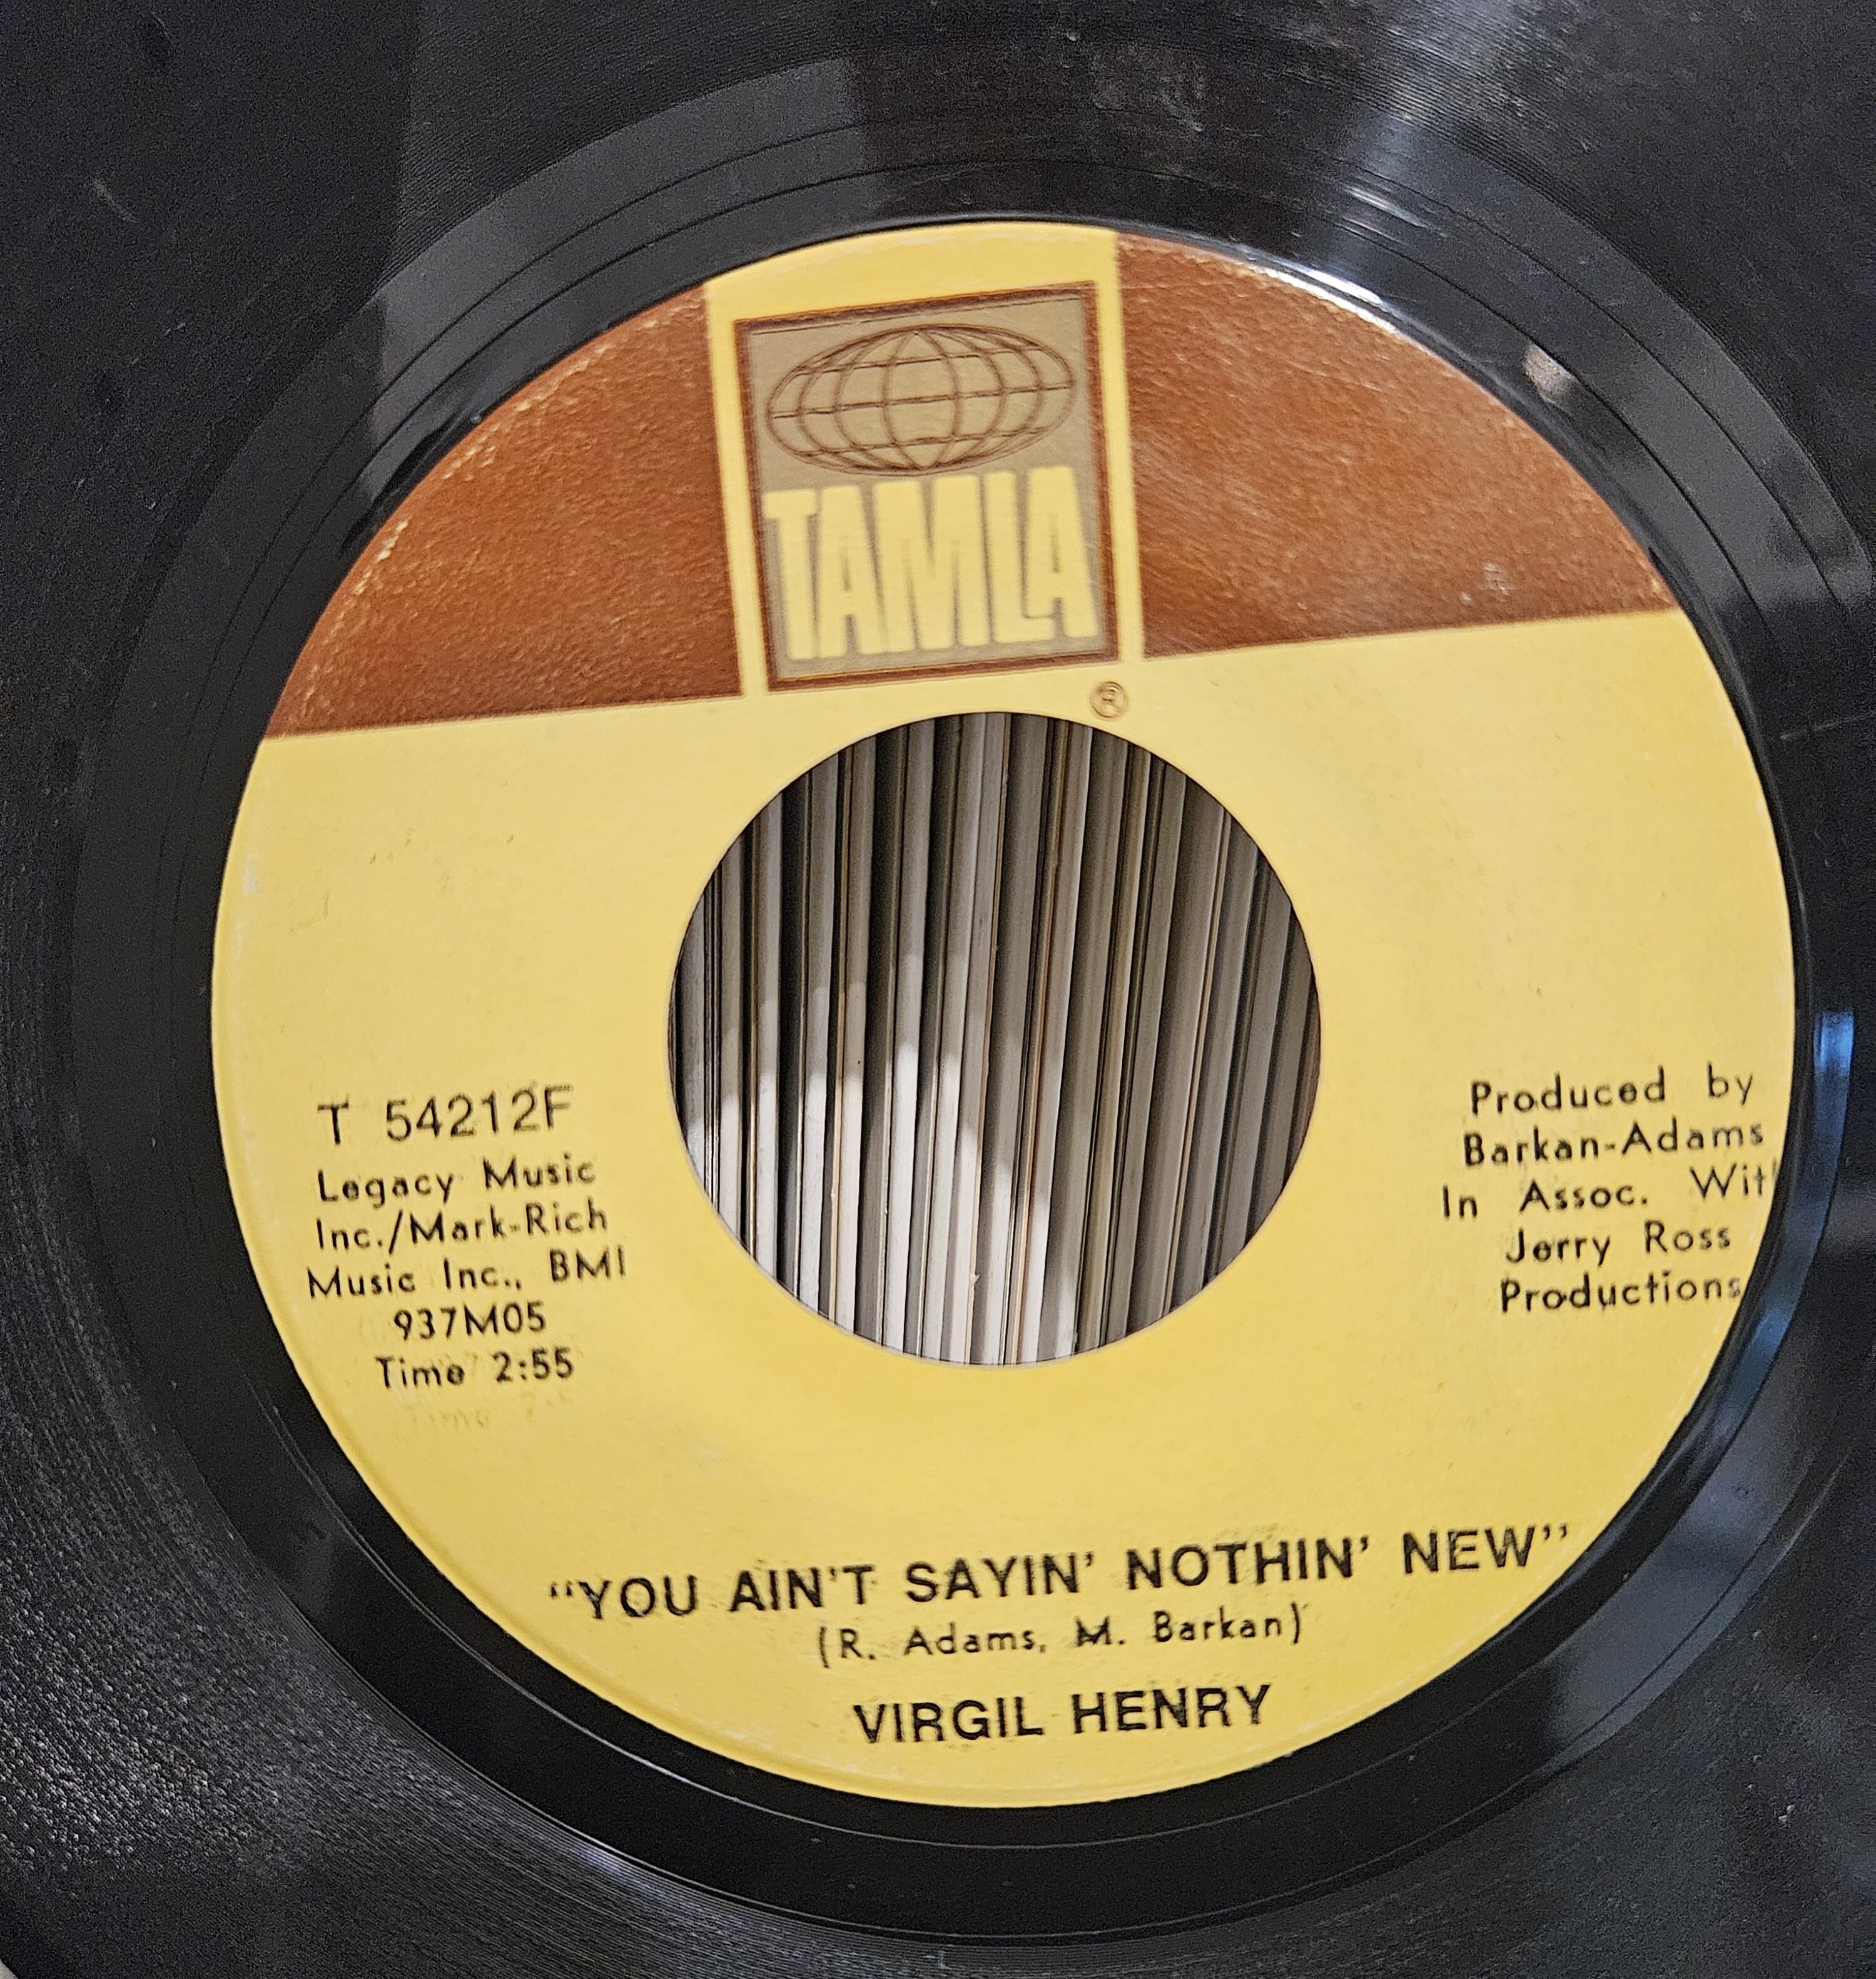 TAMLA
®
T 54212F
Legacy Music
Inc./Mark-Rich
Music Inc., BMI
937M05
Time 2:55
Produced by
Barkan-Adams
In Assoc.
Jerry Ross
Productions
"YOU AIN'T SAYIN' NOTHIN' NEW"
(R. Adams, M. Barkan)
VIRGIL HENRY